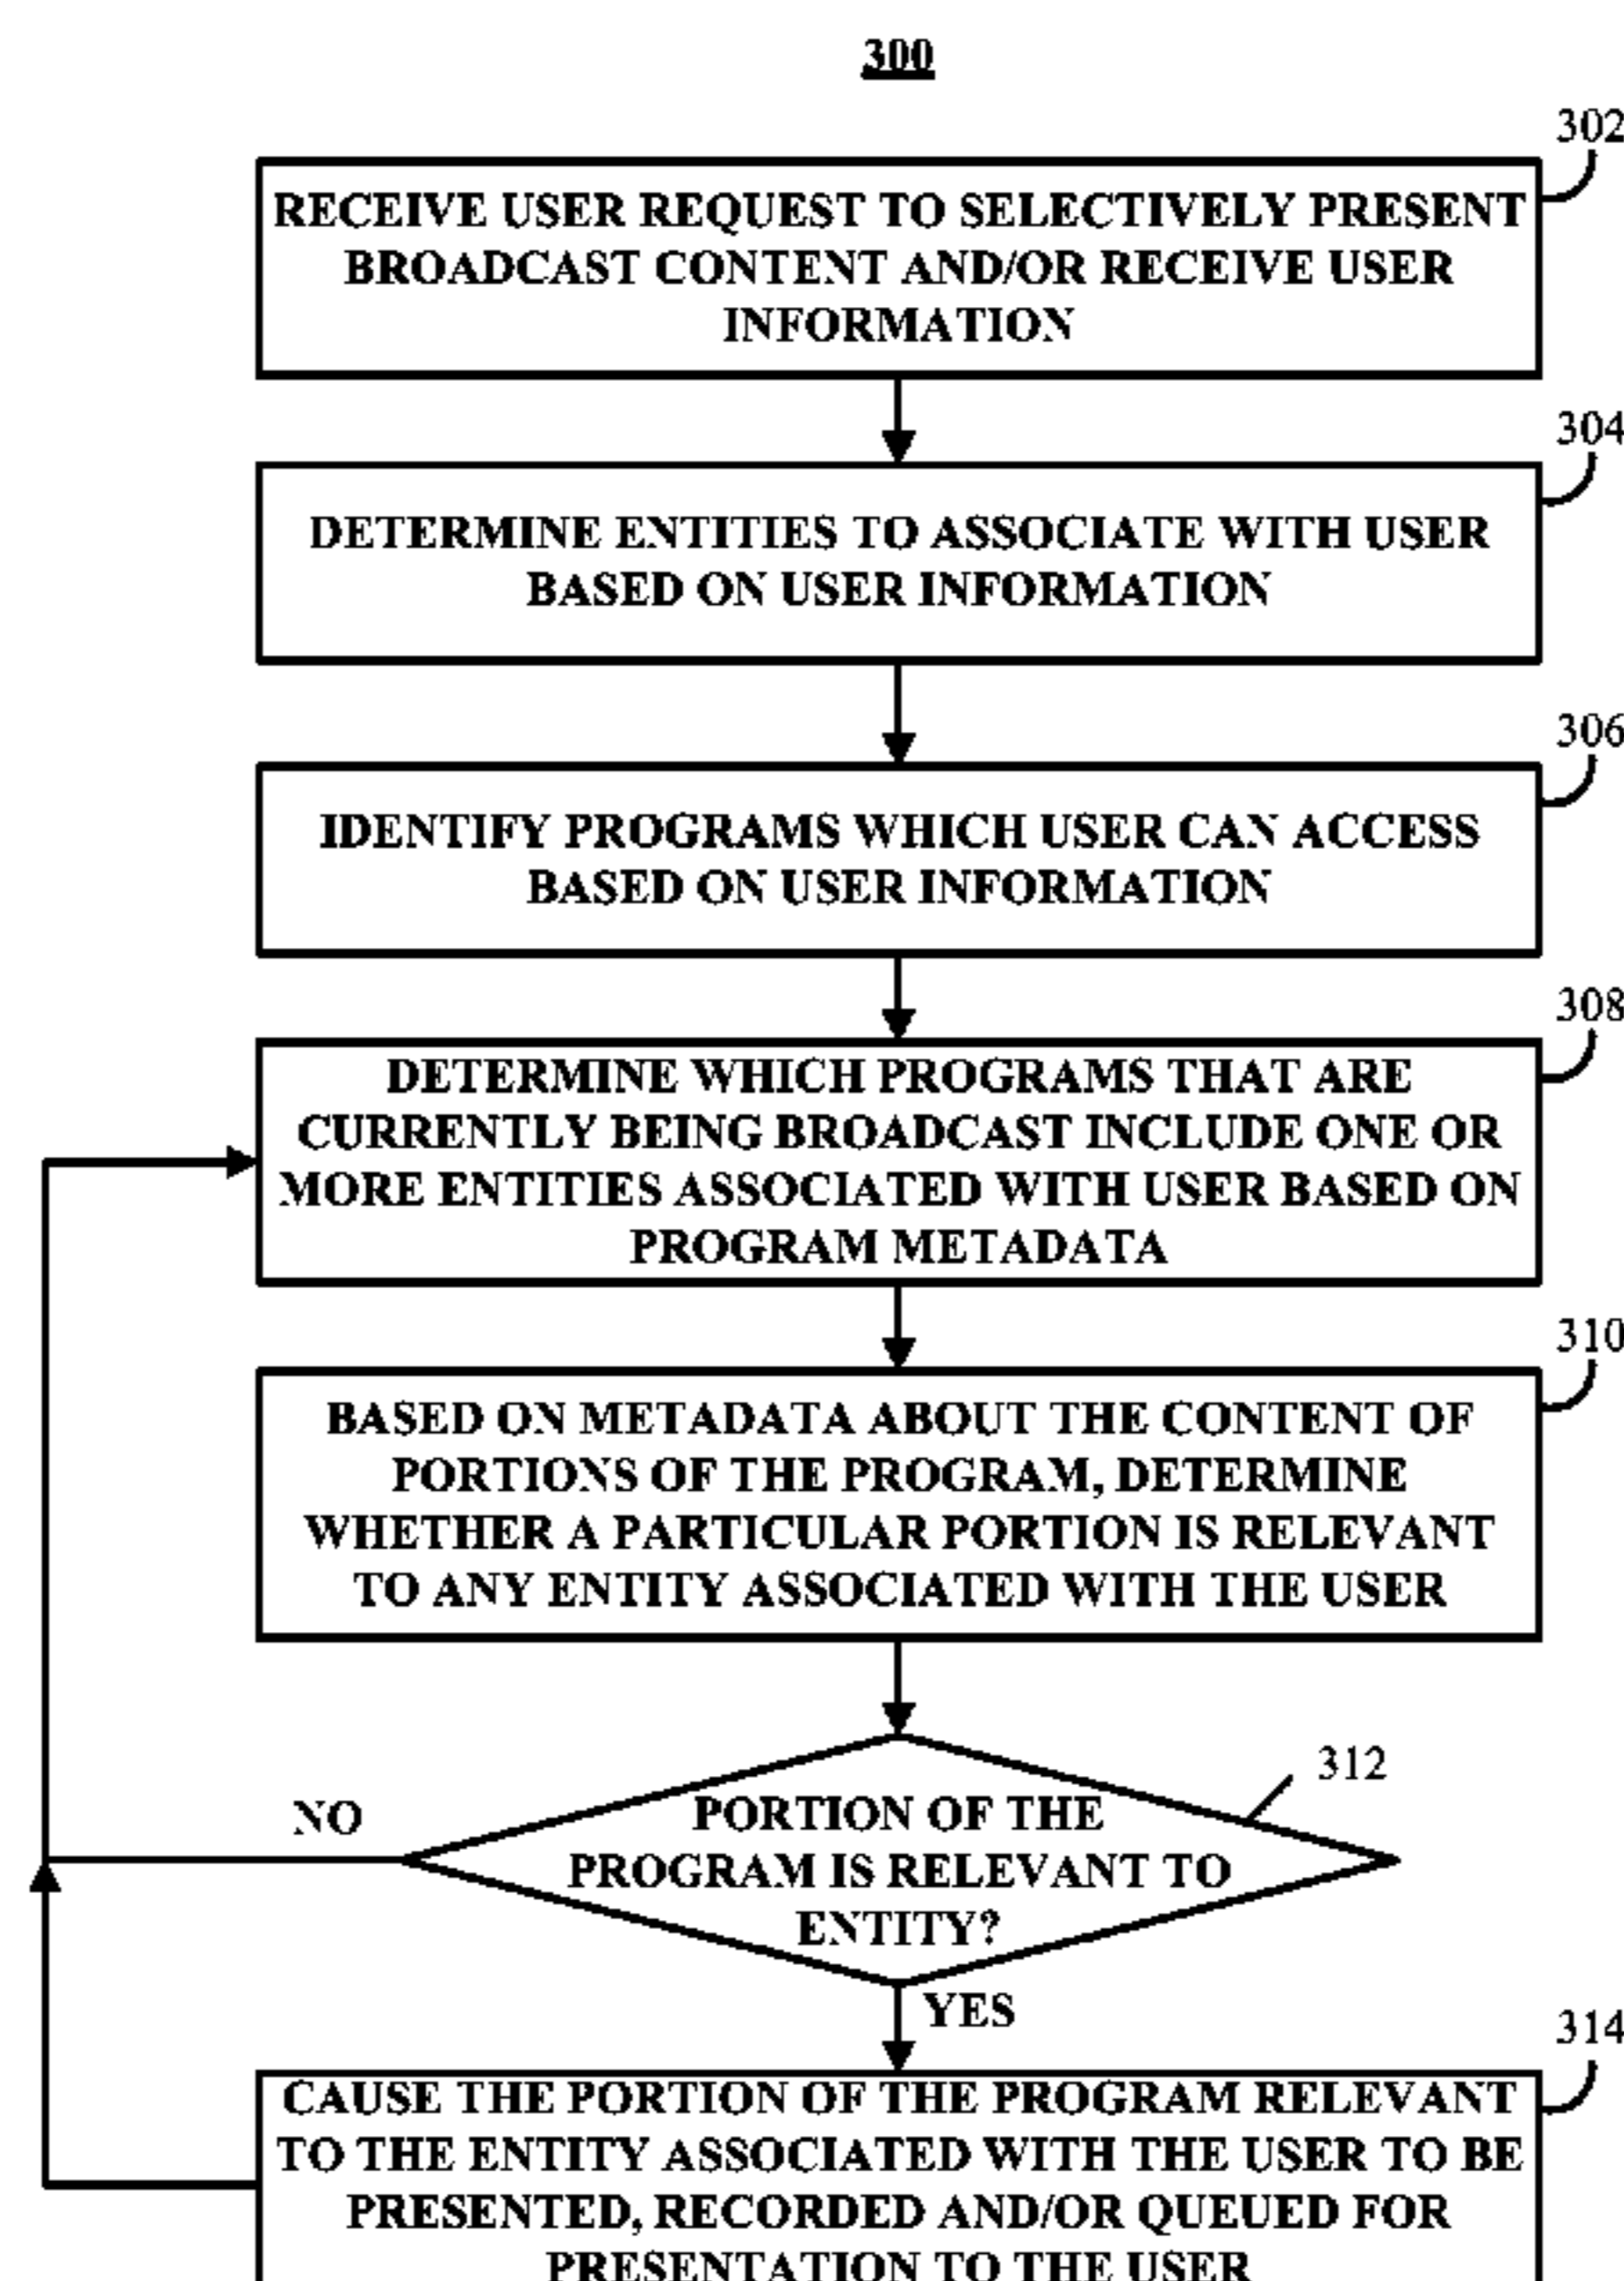 300
302
RECEIVE USER REQUEST TO SELECTIVELY PRESENT
BROADCAST CONTENT AND/OR RECEIVE USER
INFORMATION
304
DETERMINE ENTITIES TO ASSOCIATE WITH USER
BASED ON USER INFORMATION
306
IDENTIFY PROGRAMS WHICH USER CAN ACCESS
BASED ON USER INFORMATION
308
DETERMINE WHICH PROGRAMS THAT ARE
CURRENTLY BEING BROADCAST INCLUDE ONE OR
MORE ENTITIES ASSOCIATED WITH USER BASED ON
PROGRAM METADATA
310
BASED ON METADATA ABOUT THE CONTENT OF
PORTIONS OF THE PROGRAM, DETERMINE
WHETHER A PARTICULAR PORTION IS RELEVANT
TO ANY ENTITY ASSOCIATED WITH THE USER
312
NO
PORTION OF THE
PROGRAM IS RELEVANT TO
ENTITY?
YES
314
CAUSE THE PORTION OF THE PROGRAM RELEVANT
TO THE ENTITY ASSOCIATED WITH THE USER TO BE
PRESENTED, RECORDED AND/OR QUEUED FOR
PRESENTATION TO THE USER